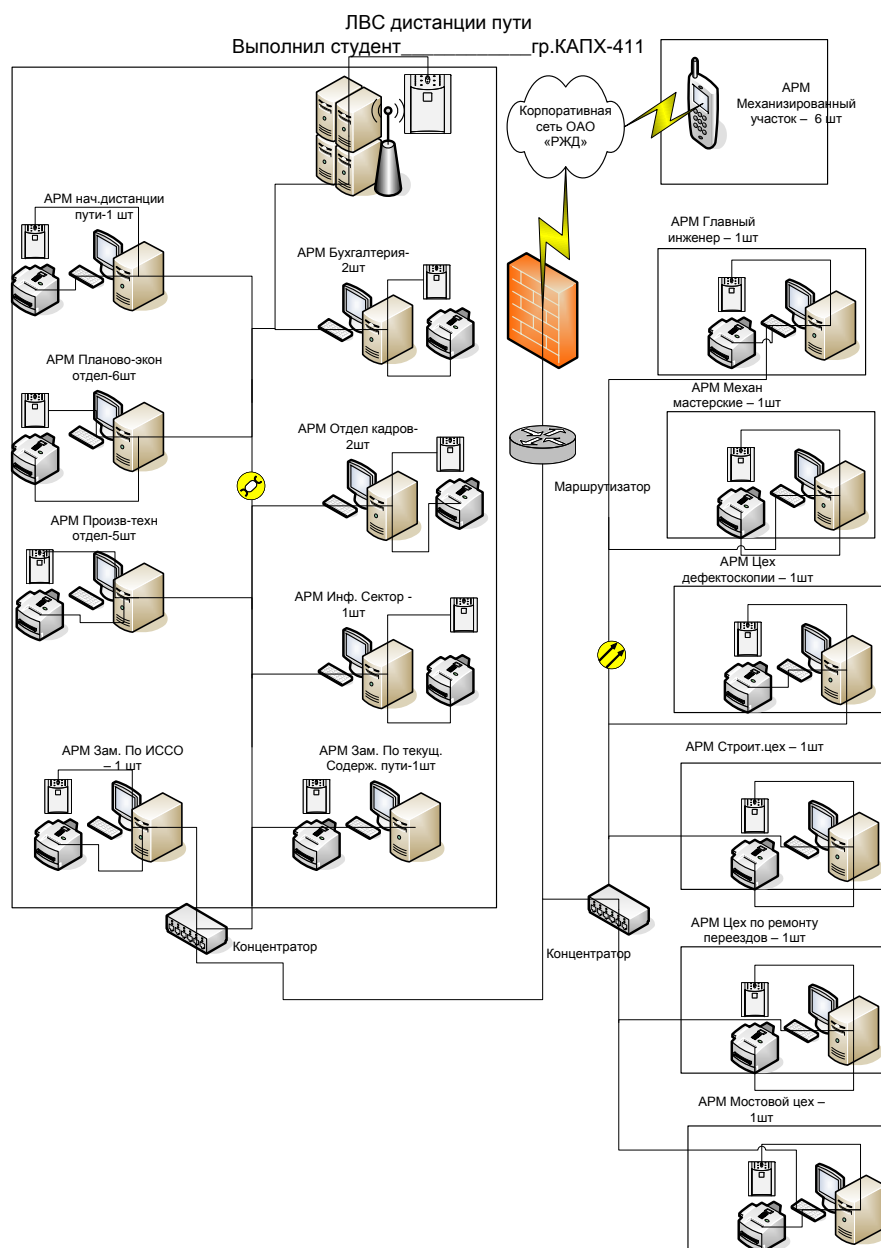 ЛВС дистанции пути
Выполнил студент____________гр.КАПХ-411
Корпоративная
сеть ОАО
«РЖД»
АРМ
Механизированный
участок – 6 шт
АРМ нач.дистанции
пути-1 шт
АРМ Бухгалтерия-
2шт
АРМ Главный
инженер – 1шт
АРМ Планово-экон
отдел-6шт
АРМ Механ
мастерские – 1шт
АРМ Отдел кадров-
2шт
Маршрутизатор
АРМ Произв-техн
отдел-5шт
АРМ Цех
дефектоскопии – 1шт
АРМ Инф. Сектор -
1шт
АРМ Зам. По ИССО
– 1 шт
АРМ Зам. По текущ.
Содерж. пути-1шт
АРМ Строит.цех – 1шт
Концентратор
АРМ Цех по ремонту
переездов – 1шт
Концентратор
АРМ Мостовой цех –
1шт